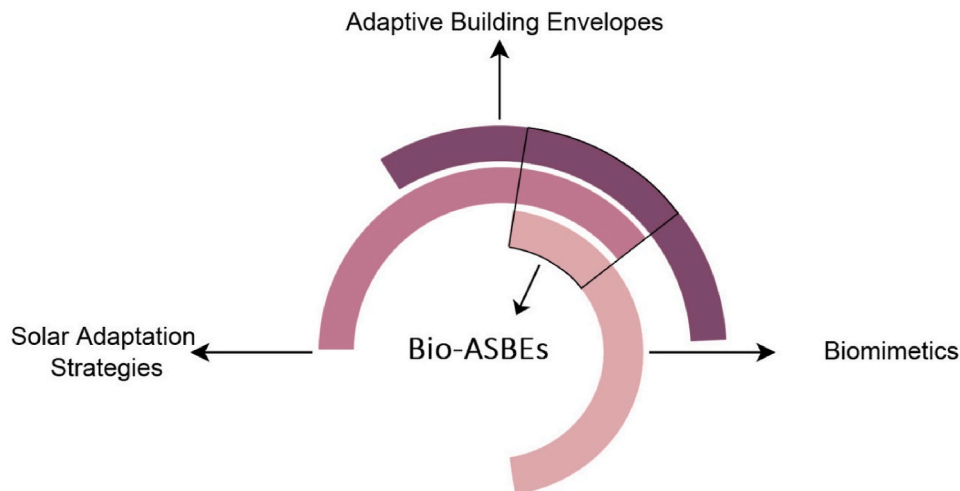 Adaptive Building Envelopes
Solar Adaptation
Strategies
Bio-ASBEs
Biomimetics